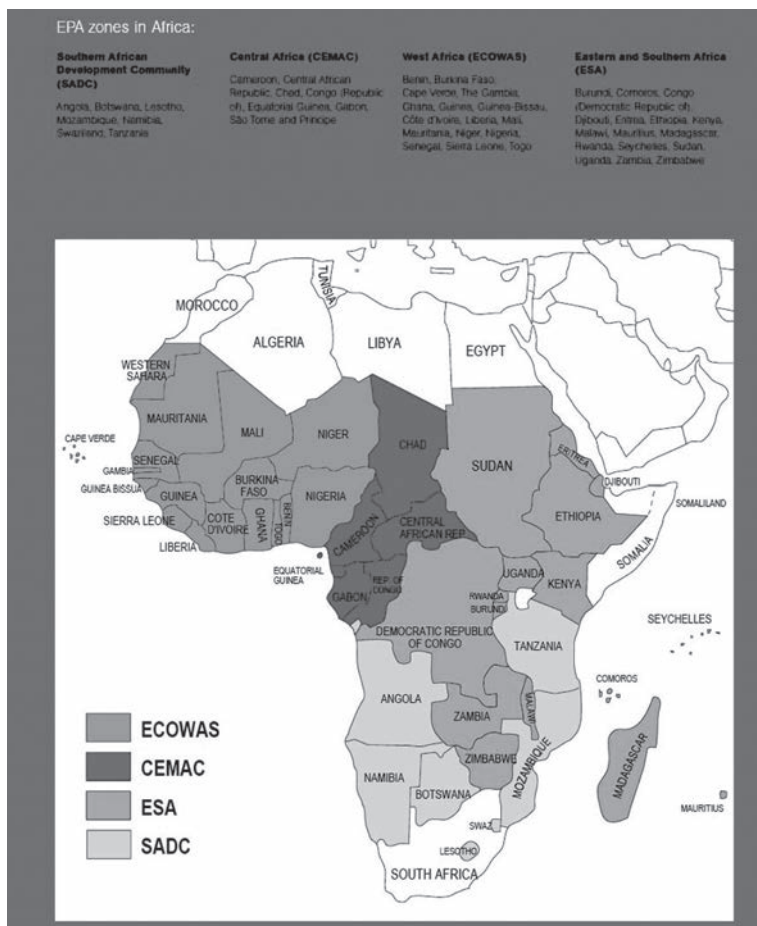 EPA zones in Africa:
Southern African
Development Community
(SADC)
Angola, Botswana, Lesotho,
Mozambique, Namibia,
Swaziland, Tanzania
Central Africa (CEMAC)
Cameroon, Central African
Republic, Chad, Congo (Republic
of), Equatorial Guinea, Gabon,
São Tome and Principe
West Africa (ECOWAS)
Benin, Burkina Faso,
Cape Verde, The Gambia,
Ghana, Guinea, Guinea-Bissau,
Côte d'Ivoire, Liberia, Mali,
Mauritania, Niger, Nigeria,
Senegal, Sierra Leone, Togo
Eastern and Southern Africa
(ESA)
Burundi, Comoros, Congo
(Democratic Republic of),
Djibouti, Eritrea, Ethiopia, Kenya,
Malawi, Mauritius, Madagascar,
Rwanda, Seychelles, Sudan,
Uganda, Zambia, Zimbabwe
TUNISIA
MOROCCO
ALGERIA
LIBYA
EGYPT
WESTERN
SAHARA
MAURITANIA
MALI
NIGER
CHAD
SUDAN
ERITREA
CAPE VERDE
SENEGAL
GAMBIA
GUINEA BISSUA
GUINEA
BURKINA
FASO
NIGERIA
BENIN
DJIBOUTI
SOMALILAND
SIERRA LEONE
COTE
D'IVOIRE
GHANA
TOGO
ETHIOPIA
LIBERIA
CAMEROON
CENTRAL
AFRICAN REP.
SOMALIA
EQUATORIAL
GUINEA
GABON
REP. OF
CONGO
UGANDA
KENYA
RWANDA
BURUNDI
SEYCHELLES
DEMOCRATIC REPUBLIC
OF CONGO
TANZANIA
COMOROS
ANGOLA
ZAMBIA
MALAWI
MOZAMBIQUE
ZIMBABWE
MADAGASCAR
NAMIBIA
BOTSWANA
MAURITIUS
SWAZ
LESOTHO
SOUTH AFRICA
ECOWAS
CEMAC
ESA
SADC